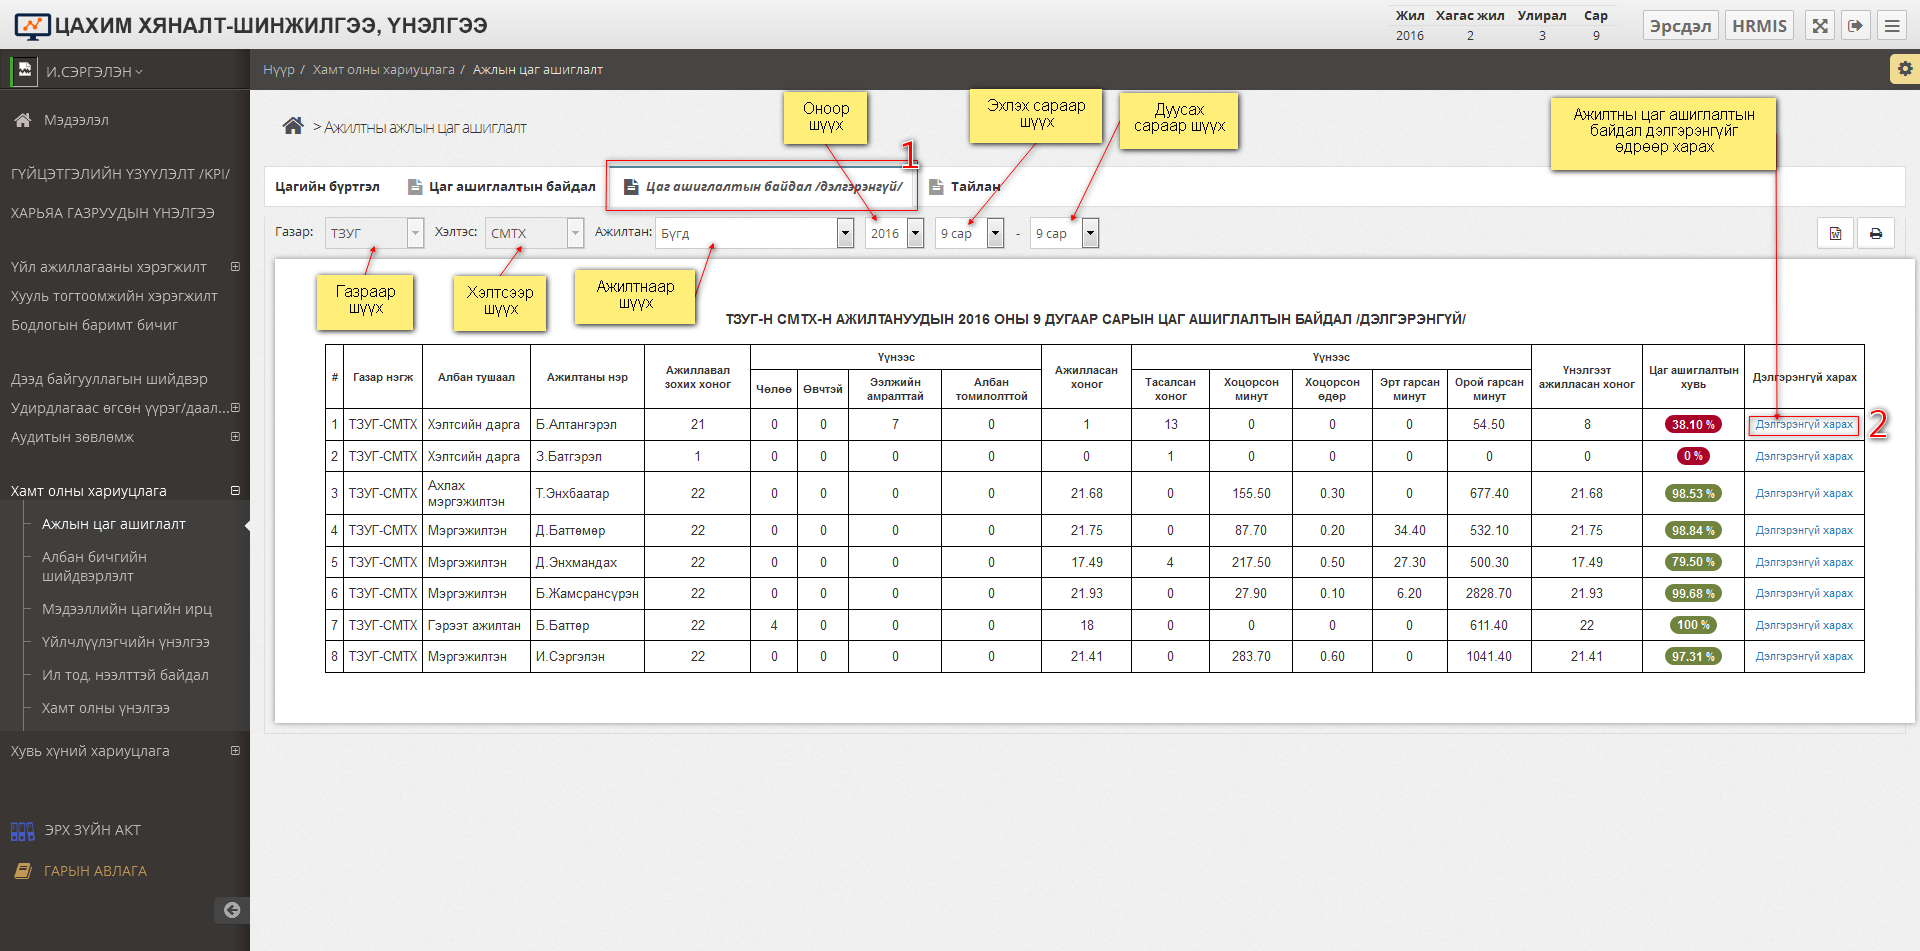 ЦАХИМ ХЯНАЛТ-ШИНЖИЛГЭЭ, ҮНЭЛГЭЭ
Жил Хагас жил Улирал Сар
2016 2 3 9
Эрсдэл HRMIS
И.СЭРГЭЛЭН
Нүүр / Хамт олны хариуцлага / Ажлын цаг ашиглалт
Мэдээлэл
ГҮЙЦЭТГЭЛИЙН ҮЗҮҮЛЭЛТ /KPI/
ХАРЬЯА ГАЗРУУДЫН ҮНЭЛГЭЭ
Үйл ажиллагааны хэрэгжилт
Хууль тогтоомжийн хэрэгжилт
Бодлогын баримт бичиг
Дээд байгууллагын шийдвэр
Удирдлагаас өгсөн үүрэг/даал...
Аудитын зөвлөмж
Хамт олны хариуцлага
Ажлын цаг ашиглалт
Албан бичгийн
шийдвэрлэлт
Мэдээллийн цагийн ирц
Үйлчлүүлэгчийн үнэлгээ
Ил тод, нээлттэй байдал
Хамт олны үнэлгээ
Хувь хүний хариуцлага
ЭРХ ЗҮЙН АКТ
ГАРЫН АВЛАГА
> Ажилтны ажлын цаг ашиглалт
Оноор
шүүх
Эхлэх сараар
шүүх
Дуусах
сараар шүүх
Ажилтны цаг ашиглалтын
байдал дэлгэрэнгүйг
өдрөөр харах
1
Цагийн бүртгэл Цаг ашиглалтын байдал Цаг ашиглалтын байдал /дэлгэрэнгүй/ Тайлан
Газар: ТЗУГ Хэлтэс: СМТХ Ажилтан: Бүгд 2016 9 сар - 9 сар
Газраар
шүүх
Хэлтсээр
шүүх
Ажилтнаар
шүүх
ТЗУГ-Н СМТХ-Н АЖИЛТАНУУДЫН 2016 ОНЫ 9 ДУГААР САРЫН ЦАГ АШИГЛАЛТЫН БАЙДАЛ /ДЭЛГЭРЭНГҮЙ/
# Газар нэгж Албан тушаал Ажилтаны нэр Ажиллавал зохих хоног Үүнээс Ажилласан хоног Үүнээс Үнэлгээт ажилласан хоног Цаг ашиглалтын хувь Дэлгэрэнгүй харах
Чөлөө Өвчтэй Ээлжийн амралттай Албан томилолттой Тасалсан хоног Хоцорсон минут Хоцорсон өдөр Эрт гарсан минут Орой гарсан минут
1 ТЗУГ-СМТХ Хэлтсийн дарга Б.Алтангэрэл 21 0 0 7 0 1 13 0 0 0 54.50 8 38.10 % Дэлгэрэнгүй харах
2
2 ТЗУГ-СМТХ Хэлтсийн дарга З.Батгэрэл 1 0 0 0 0 0 1 0 0 0 0 0 0 % Дэлгэрэнгүй харах
3 ТЗУГ-СМТХ Ахлах мэргэжилтэн Т.Энхбаатар 22 0 0 0 0 21.68 0 155.50 0.30 0 677.40 21.68 98.53 % Дэлгэрэнгүй харах
4 ТЗУГ-СМТХ Мэргэжилтэн Д.Баттөмөр 22 0 0 0 0 21.75 0 87.70 0.20 34.40 532.10 21.75 98.84 % Дэлгэрэнгүй харах
5 ТЗУГ-СМТХ Мэргэжилтэн Д.Энхмандах 22 0 0 0 0 17.49 4 217.50 0.50 27.30 500.30 17.49 79.50 % Дэлгэрэнгүй харах
6 ТЗУГ-СМТХ Мэргэжилтэн Б.Жамсрансүрэн 22 0 0 0 0 21.93 0 27.90 0.10 6.20 2828.70 21.93 99.68 % Дэлгэрэнгүй харах
7 ТЗУГ-СМТХ Гэрээт ажилтан Б.Баттөр 22 4 0 0 0 18 0 0 0 0 611.40 22 100 % Дэлгэрэнгүй харах
8 ТЗУГ-СМТХ Мэргэжилтэн И.Сэргэлэн 22 0 0 0 0 21.41 0 283.70 0.60 0 1041.40 21.41 97.31 % Дэлгэрэнгүй харах